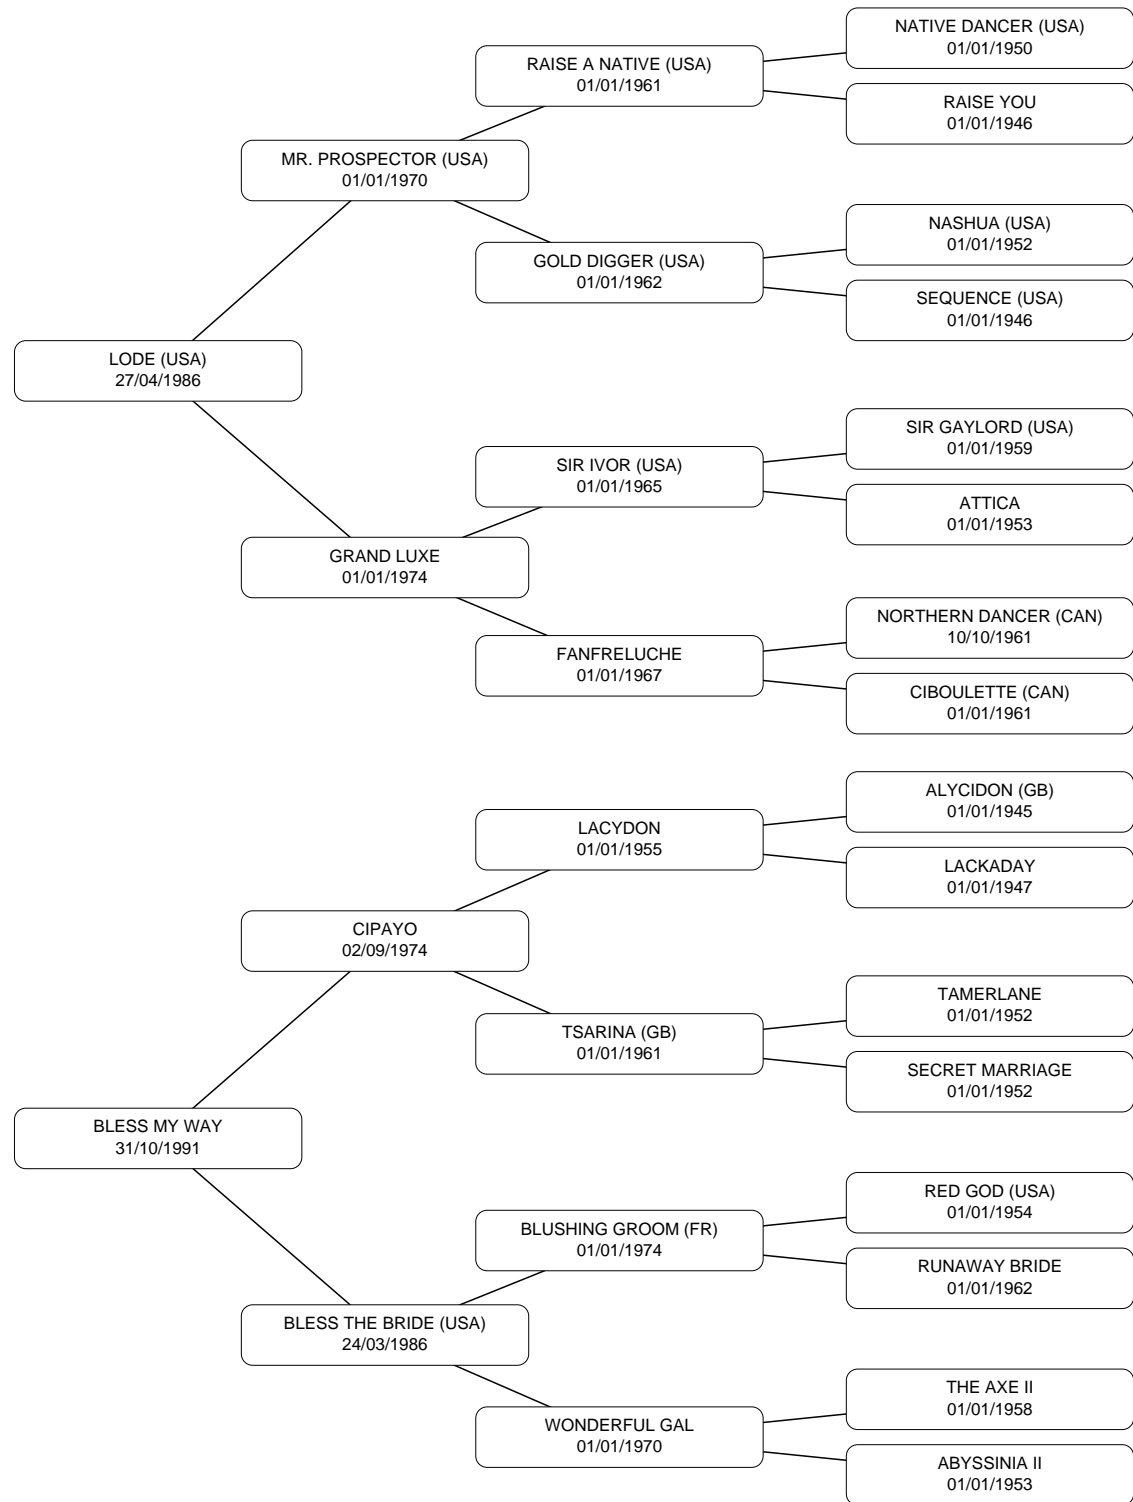 NATIVE DANCER (USA)
01/01/1950
RAISE A NATIVE (USA)
01/01/1961
RAISE YOU
01/01/1946
MR. PROSPECTOR (USA)
01/01/1970
NASHUA (USA)
01/01/1952
GOLD DIGGER (USA)
01/01/1962
SEQUENCE (USA)
01/01/1946
LODE (USA)
27/04/1986
SIR GAYLORD (USA)
01/01/1959
SIR IVOR (USA)
01/01/1965
ATTICA
01/01/1953
GRAND LUXE
01/01/1974
NORTHERN DANCER (CAN)
10/10/1961
FANFRELUCHE
01/01/1967
CIBOULETTE (CAN)
01/01/1961
ALYCIDON (GB)
01/01/1945
LACYDON
01/01/1955
LACKADAY
01/01/1947
CIPAYO
02/09/1974
TAMERLANE
01/01/1952
TSARINA (GB)
01/01/1961
SECRET MARRIAGE
01/01/1952
BLESS MY WAY
31/10/1991
RED GOD (USA)
01/01/1954
BLUSHING GROOM (FR)
01/01/1974
RUNAWAY BRIDE
01/01/1962
BLESS THE BRIDE (USA)
24/03/1986
THE AXE II
01/01/1958
WONDERFUL GAL
01/01/1970
ABYSSINIA II
01/01/1953